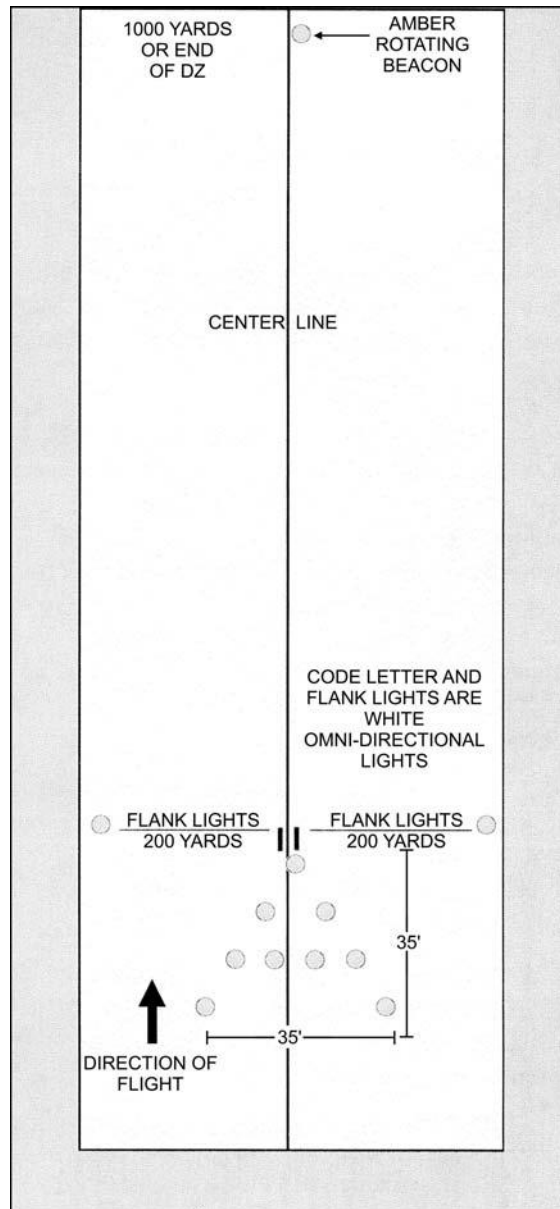 1000 YARDS
OR END
OF DZ
AMBER
ROTATING
BEACON
CENTER LINE
CODE LETTER AND
FLANK LIGHTS ARE
WHITE
OMNI-DIRECTIONAL
LIGHTS
FLANK LIGHTS
200 YARDS
FLANK LIGHTS
200 YARDS
35'
35'
DIRECTION OF
FLIGHT